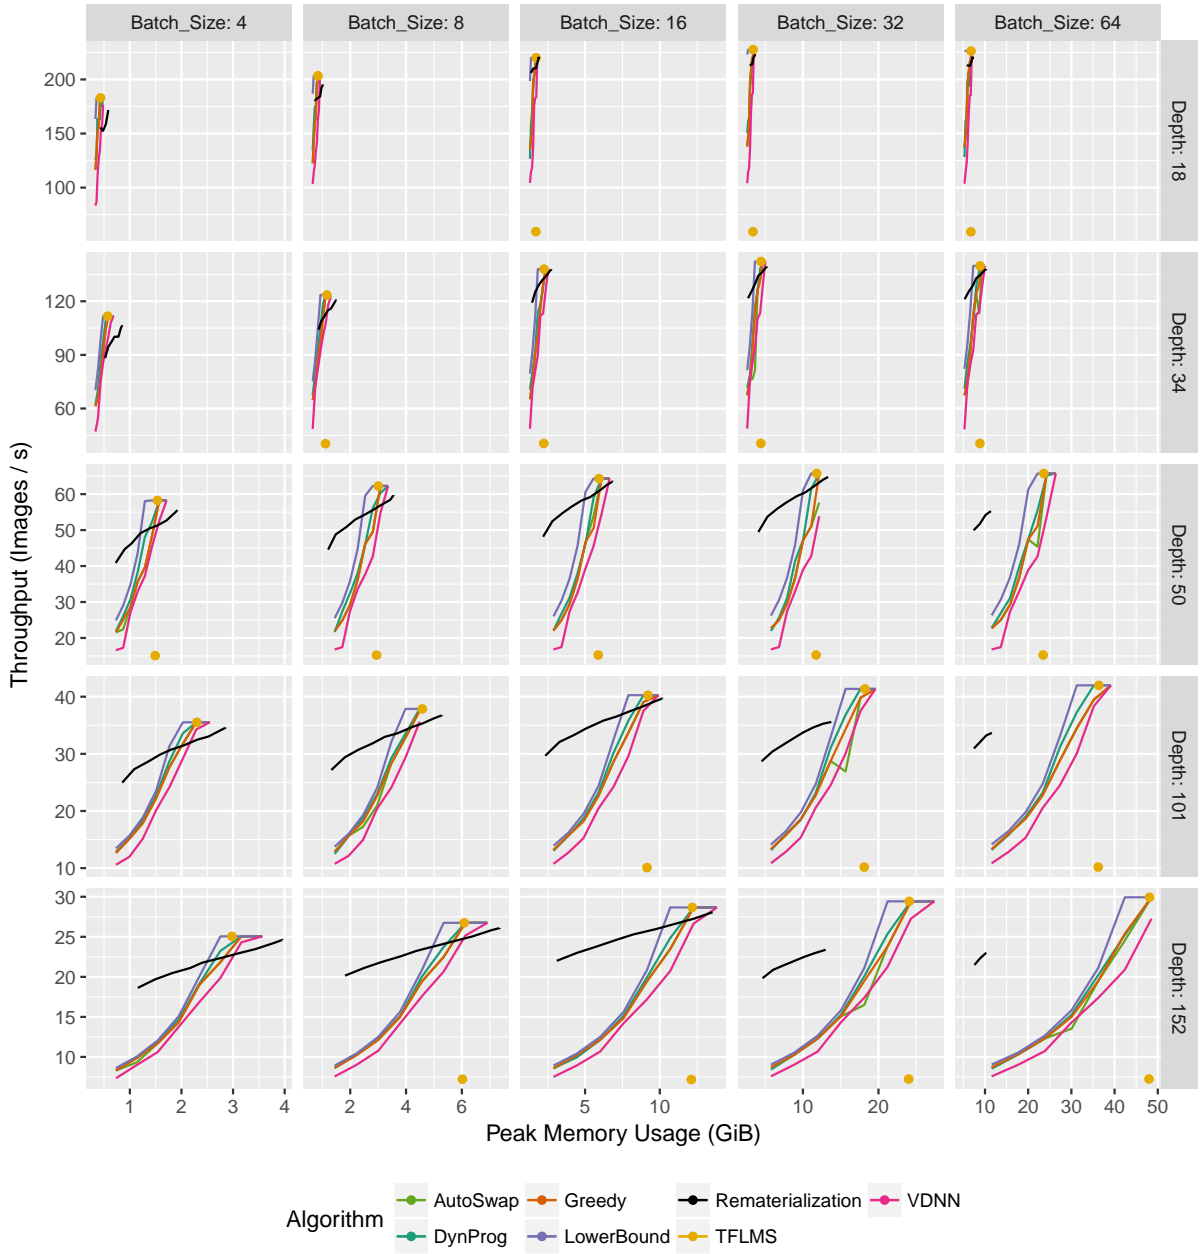 Batch_Size: 4 Batch_Size: 8 Batch_Size: 16 Batch_Size: 32 Batch_Size: 64
200
150
100
Depth: 18
120
90
60
Depth: 34
60
50
40
30
20
Depth: 50
40
30
20
10
Depth: 101
30
25
20
15
10
Depth: 152
Throughput (Images / s)
1 2 3 4 2 4 6 5 10 10 20 10 20 30 40 50
Peak Memory Usage (GiB)
Algorithm
AutoSwap Greedy Rematerialization VDNN
DynProg LowerBound TFLMS